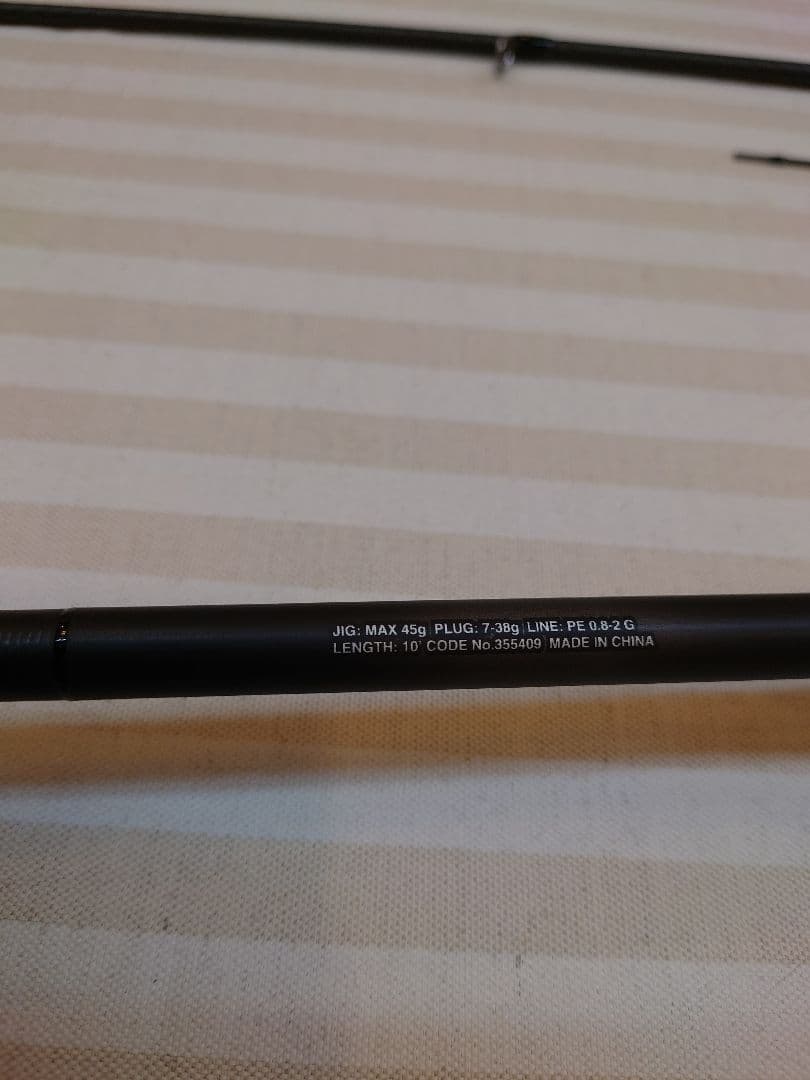 JIG: MAX 45g PLUG: 7-38g LINE: PE 0.8-2 G
LENGTH: 10' CODE No.355409 MADE IN CHINA